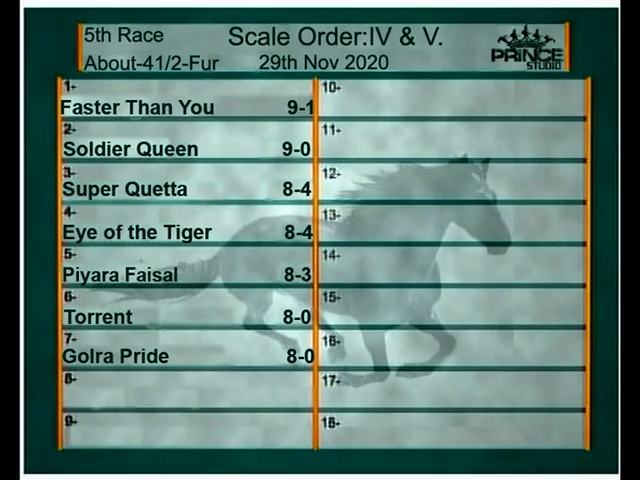 5th Race
Scale Order:IV & V.
About-41/2-Fur
29th Nov 2020
PRINCE
STUDIO
1-
Faster Than You 9-1
2-
Soldier Queen 9-0
3-
Super Quetta 8-4
4-
Eye of the Tiger 8-4
5-
Piyara Faisal 8-3
6-
Torrent 8-0
7-
Golra Pride 8-0
8-
9-
10-
11-
12-
13-
14-
15-
16-
17-
18-